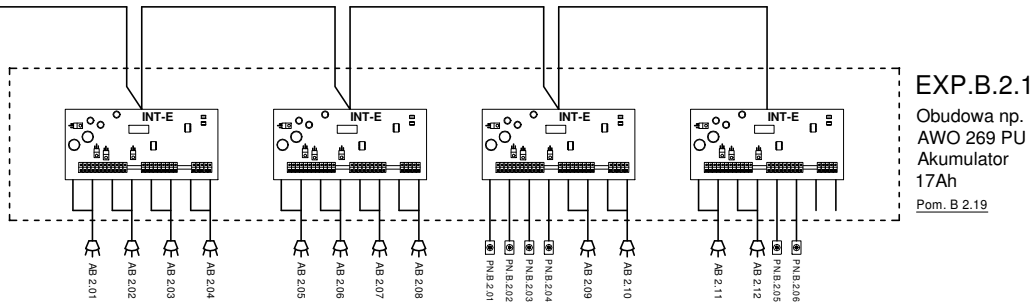 INT-E
INT-E
INT-E
INT-E
EXP.B.2.1
Obudowa np.
AWO 269 PU
Akumulator
17Ah
Pom. B 2.19
AB 2.01
AB 2.02
AB 2.03
AB 2.04
AB 2.05
AB 2.06
AB 2.07
AB 2.08
PN.B.2.01
PN.B.2.02
PN.B.2.03
PN.B.2.04
AB 2.09
AB 2.10
AB 2.11
AB 2.12
PN.B.2.05
PN.B.2.06